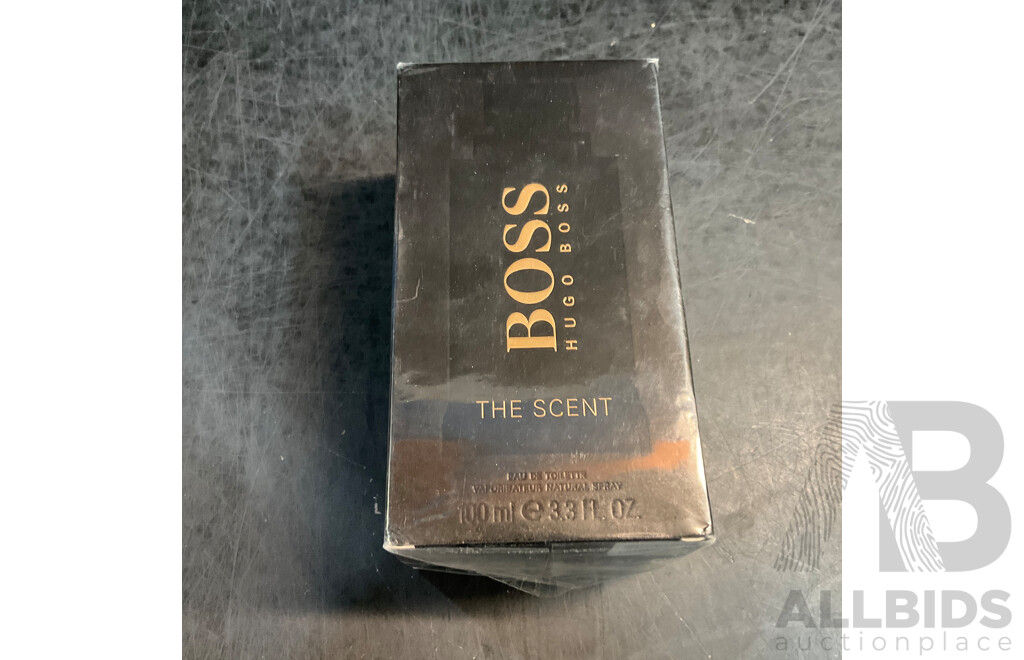 BOSS
HUGO BOSS
THE SCENT
EAU DE TOILETTE
VAPORISATEUR NATURAL SPRAY
100 ml ℮ 3.3 fl. OZ.
AB
ALLBIDS
auctionplace